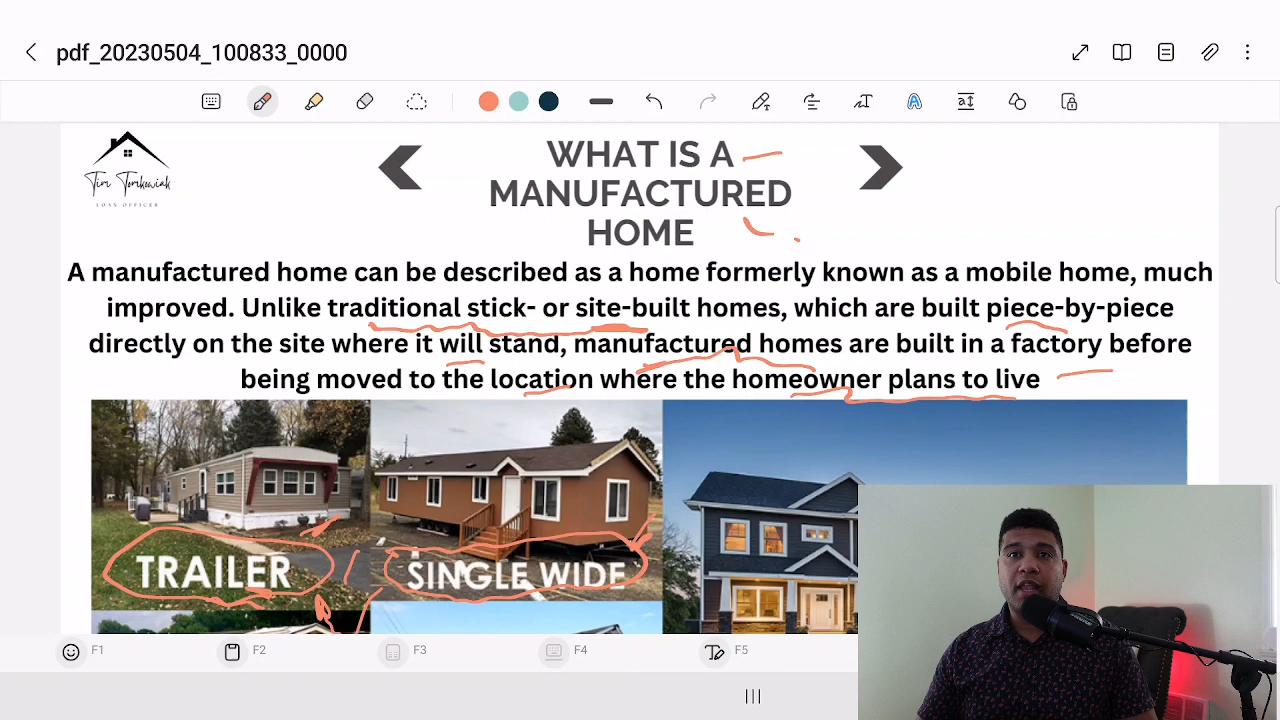 pdf_20230504_100833_0000
WHAT IS A
MANUFACTURED
HOME
LOAN OFFICER
A manufactured home can be described as a home formerly known as a mobile home, much
improved. Unlike traditional stick- or site-built homes, which are built piece-by-piece
directly on the site where it will stand, manufactured homes are built in a factory before
being moved to the location where the homeowner plans to live
TRAILER
SINGLE WIDE
F1
F2
F3
F4
F5